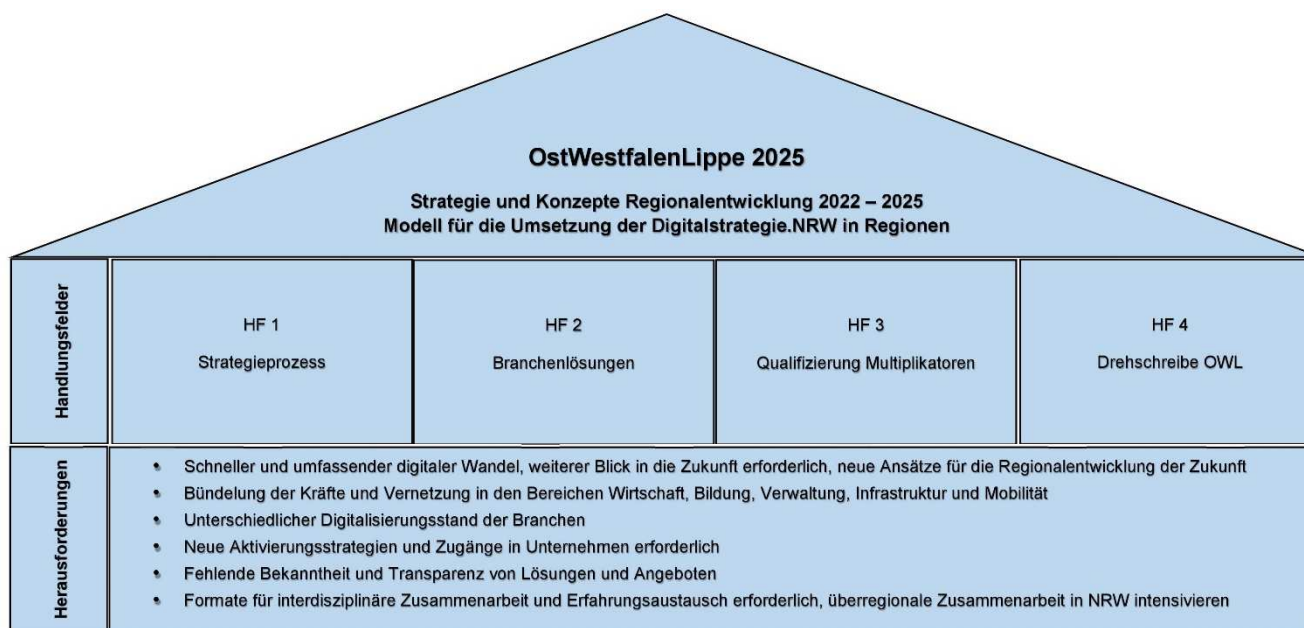 OstWestfalenLippe 2025
Strategie und Konzepte Regionalentwicklung 2022 – 2025
Modell für die Umsetzung der Digitalstrategie.NRW in Regionen
Handlungsfelder
HF 1
Strategieprozess
HF 2
Branchenlösungen
HF 3
Qualifizierung Multiplikatoren
HF 4
Drehschreibe OWL
Herausforderungen
• Schneller und umfassender digitaler Wandel, weiterer Blick in die Zukunft erforderlich, neue Ansätze für die Regionalentwicklung der Zukunft
• Bündelung der Kräfte und Vernetzung in den Bereichen Wirtschaft, Bildung, Verwaltung, Infrastruktur und Mobilität
• Unterschiedlicher Digitalisierungsstand der Branchen
• Neue Aktivierungsstrategien und Zugänge in Unternehmen erforderlich
• Fehlende Bekanntheit und Transparenz von Lösungen und Angeboten
• Formate für interdisziplinäre Zusammenarbeit und Erfahrungsaustausch erforderlich, überregionale Zusammenarbeit in NRW intensivieren